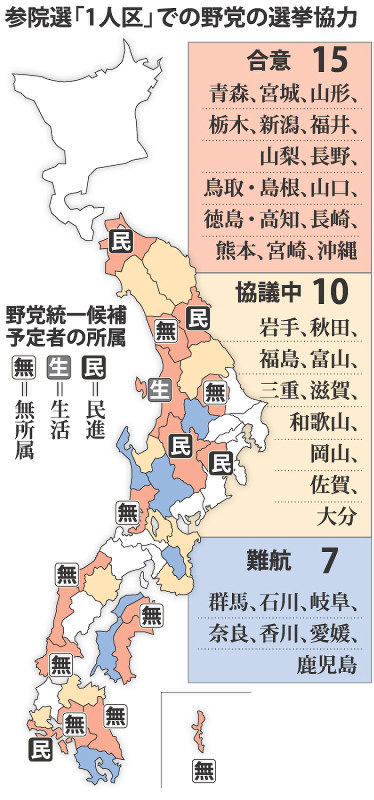 参院選「1人区」での野党の選挙協力
合意 15
青森、宮城、山形、
栃木、新潟、福井、
山梨、長野、
鳥取・島根、山口、
徳島・高知、長崎、
熊本、宮崎、沖縄
協議中 10
岩手、秋田、
福島、富山、
三重、滋賀、
和歌山、
岡山、
佐賀、
大分
難航 7
群馬、石川、岐阜、
奈良、香川、愛媛、
鹿児島
野党統一候補
予定者の所属
民=民進
生=生活
無=無所属
民
無
民
生
無
民
民
無
無
無
無
無
無
民
無